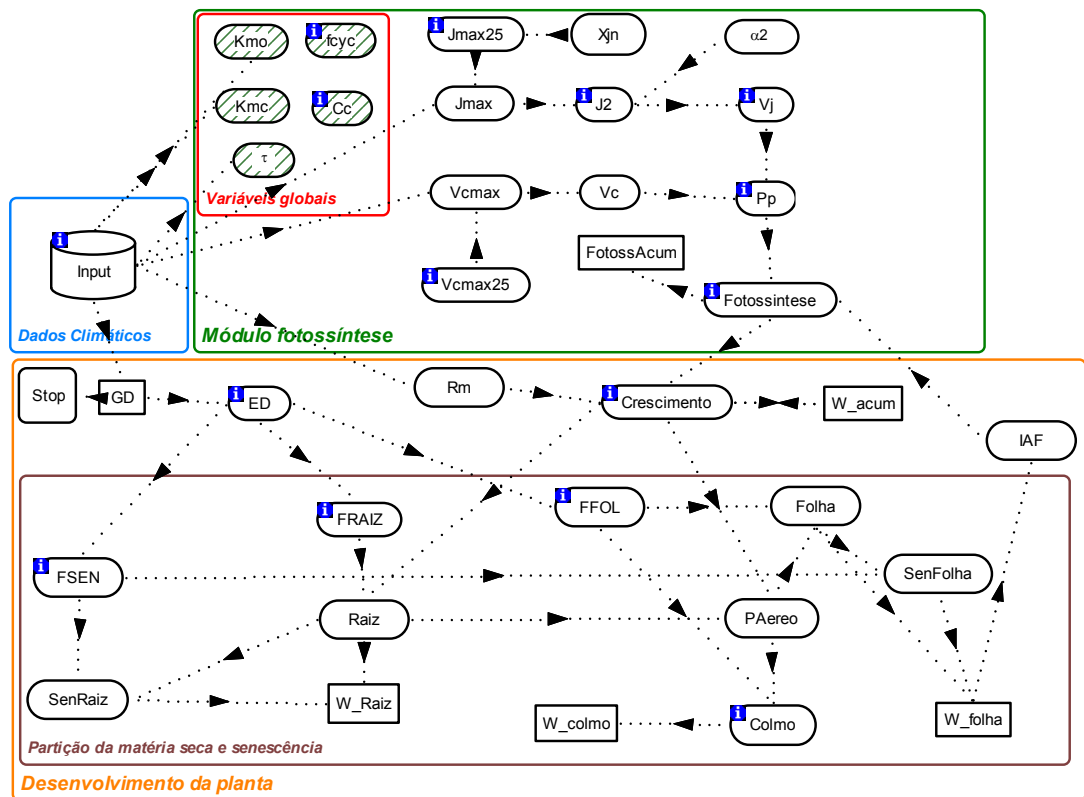 Kmo
i fcyc
Kmc
i Cc
τ
Variáveis globais
i Jmax25
Xjn
α2
Jmax
i J2
i Vj
Vcmax
Vc
i Pp
i Vcmax25
FotossAcum
i Fotossintese
Módulo fotossíntese
i
Input
Dados Climáticos
Stop
GD
i ED
Rm
i Crescimento
W_acum
IAF
i FRAIZ
i FFOL
Folha
i FSEN
SenFolha
Raiz
PAereo
SenRaiz
W_Raiz
W_colmo
i Colmo
W_folha
Partição da matéria seca e senescência
Desenvolvimento da planta